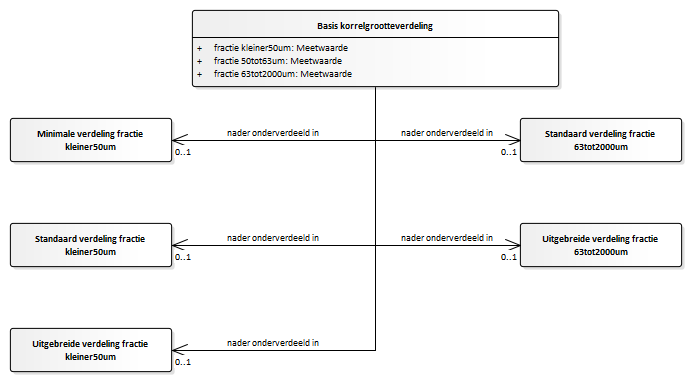 Basis korrelgrootteverdeling
+ fractie kleiner50um: Meetwaarde
+ fractie 50tot63um: Meetwaarde
+ fractie 63tot2000um: Meetwaarde
Minimale verdeling fractie
kleiner50um
nader onderverdeeld in
0..1
nader onderverdeeld in
0..1
Standaard verdeling fractie
63tot2000um
Standaard verdeling fractie
kleiner50um
nader onderverdeeld in
0..1
nader onderverdeeld in
0..1
Uitgebreide verdeling fractie
63tot2000um
Uitgebreide verdeling fractie
kleiner50um
nader onderverdeeld in
0..1